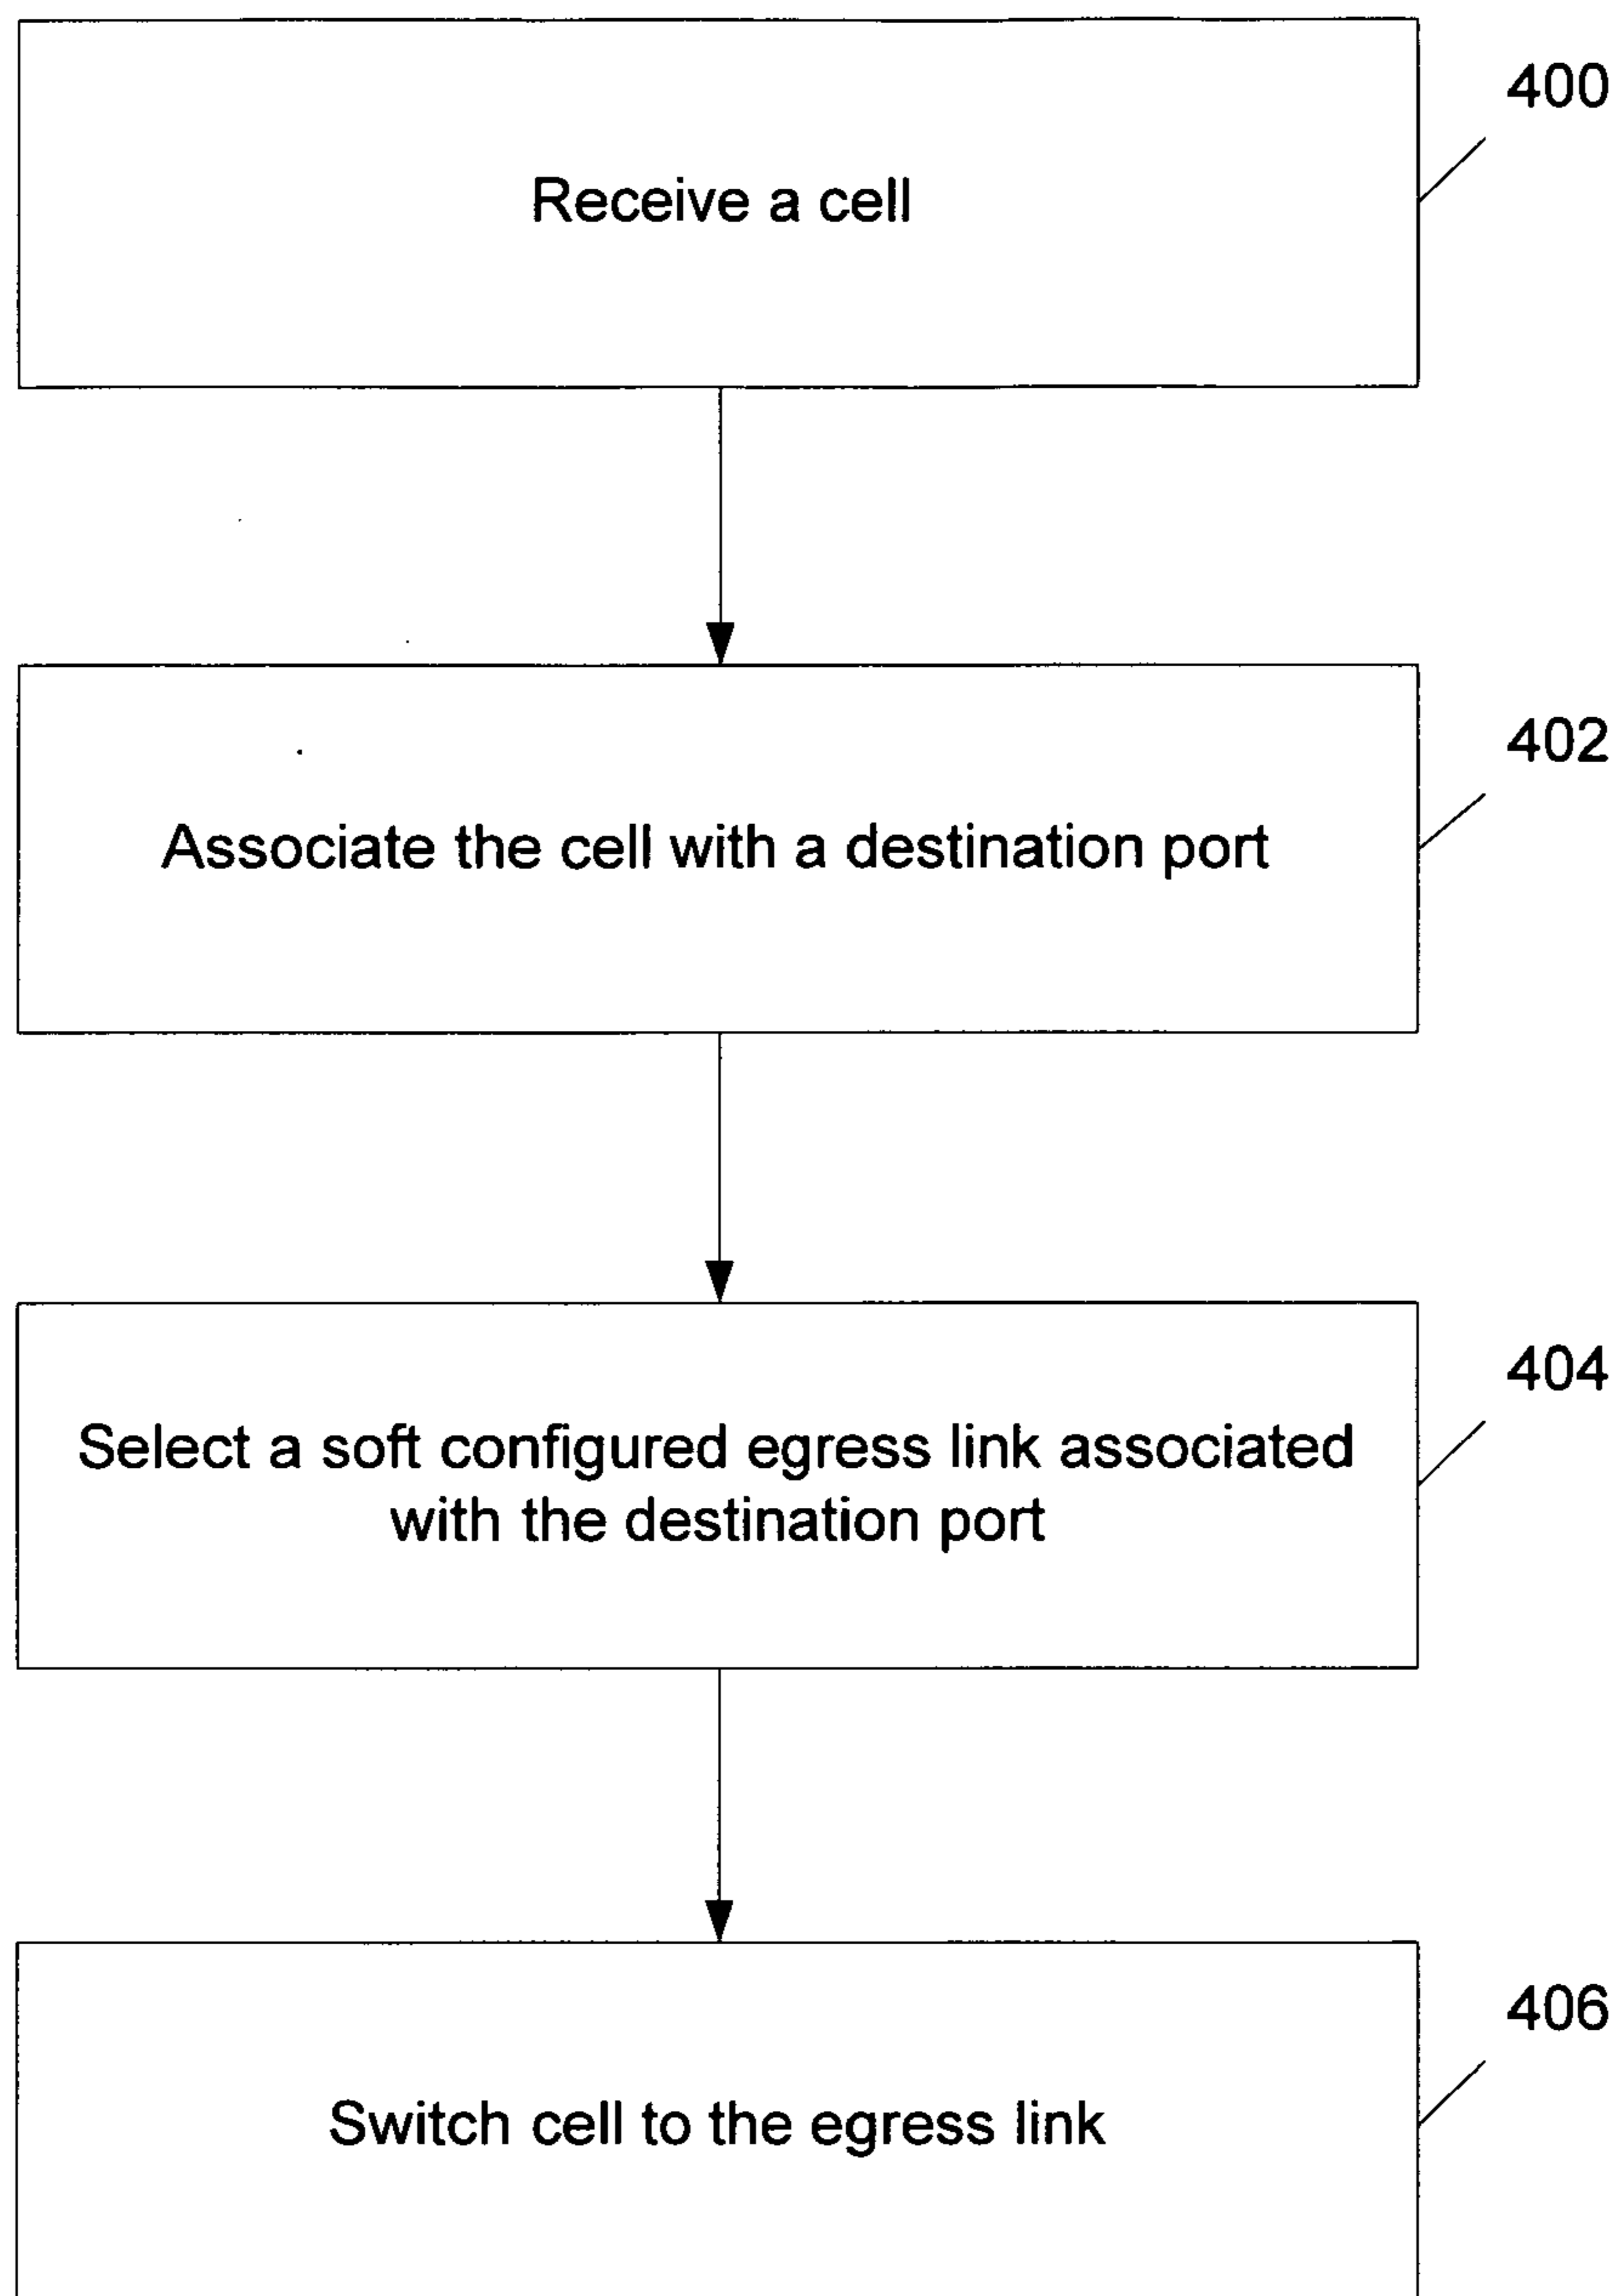 400
Receive a cell
402
Associate the cell with a destination port
404
Select a soft configured egress link associated
with the destination port
406
Switch cell to the egress link